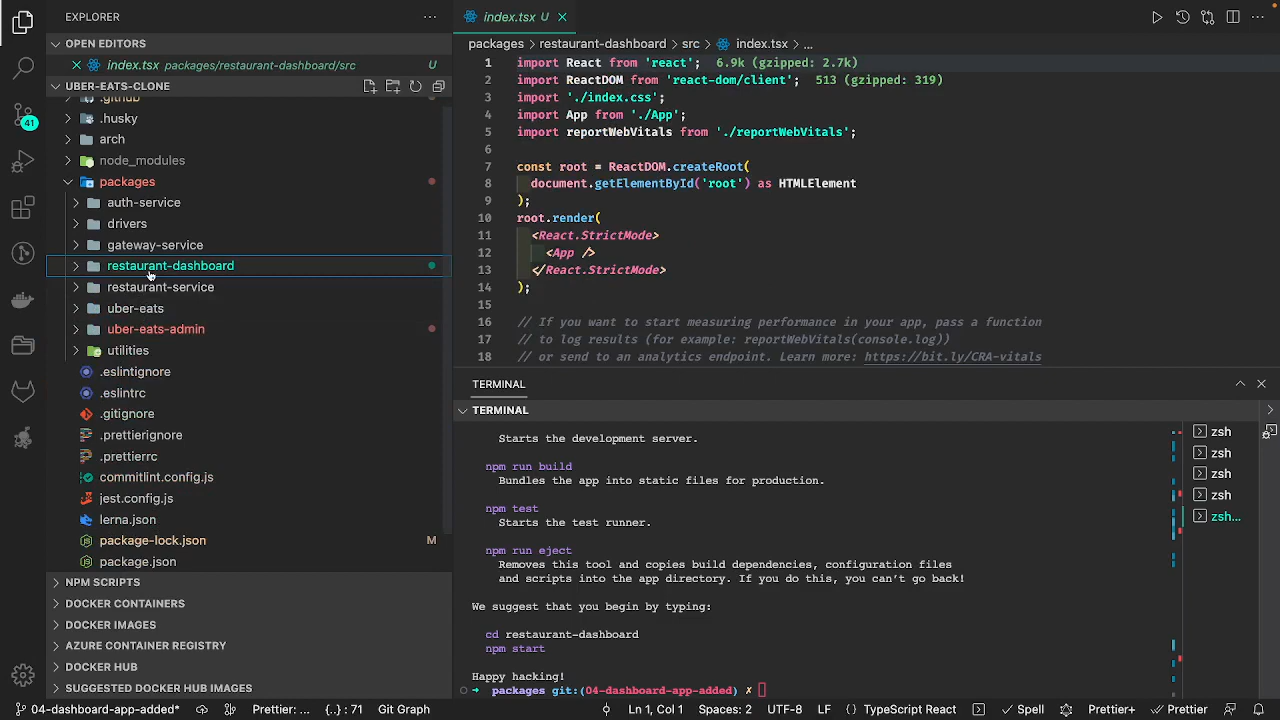 EXPLORER
OPEN EDITORS
index.tsx packages/restaurant-dashboard/src U
UBER-EATS-CLONE
.github
.husky
arch
node_modules
packages
auth-service
drivers
gateway-service
restaurant-dashboard
restaurant-service
uber-eats
uber-eats-admin
utilities
.eslintignore
.eslintrc
.gitignore
.prettierignore
.prettierrc
commitlint.config.js
jest.config.js
lerna.json
package-lock.json M
package.json
NPM SCRIPTS
DOCKER CONTAINERS
DOCKER IMAGES
AZURE CONTAINER REGISTRY
DOCKER HUB
SUGGESTED DOCKER HUB IMAGES
41
index.tsx U
packages > restaurant-dashboard > src > index.tsx > ...
1 import React from 'react'; 6.9k (gzipped: 2.7k)
2 import ReactDOM from 'react-dom/client'; 513 (gzipped: 319)
3 import './index.css';
4 import App from './App';
5 import reportWebVitals from './reportWebVitals';
6
7 const root = ReactDOM.createRoot(
8 document.getElementById('root') as HTMLElement
9 );
10 root.render(
11 <React.StrictMode>
12 <App />
13 </React.StrictMode>
14 );
15
16 // If you want to start measuring performance in your app, pass a function
17 // to log results (for example: reportWebVitals(console.log))
18 // or send to an analytics endpoint. Learn more: https://bit.ly/CRA-vitals
TERMINAL
TERMINAL
Starts the development server.
npm run build
Bundles the app into static files for production.
npm test
Starts the test runner.
npm run eject
Removes this tool and copies build dependencies, configuration files
and scripts into the app directory. If you do this, you can't go back!
We suggest that you begin by typing:
cd restaurant-dashboard
npm start
Happy hacking!
➜ packages git:(04-dashboard-app-added) ✗
zsh
zsh
zsh
zsh
zsh...
04-dashboard-app-added* Prettier: ... {..}: 71 Git Graph Ln 1, Col 1 Spaces: 2 UTF-8 LF {} TypeScript React Spell Prettier+ Prettier